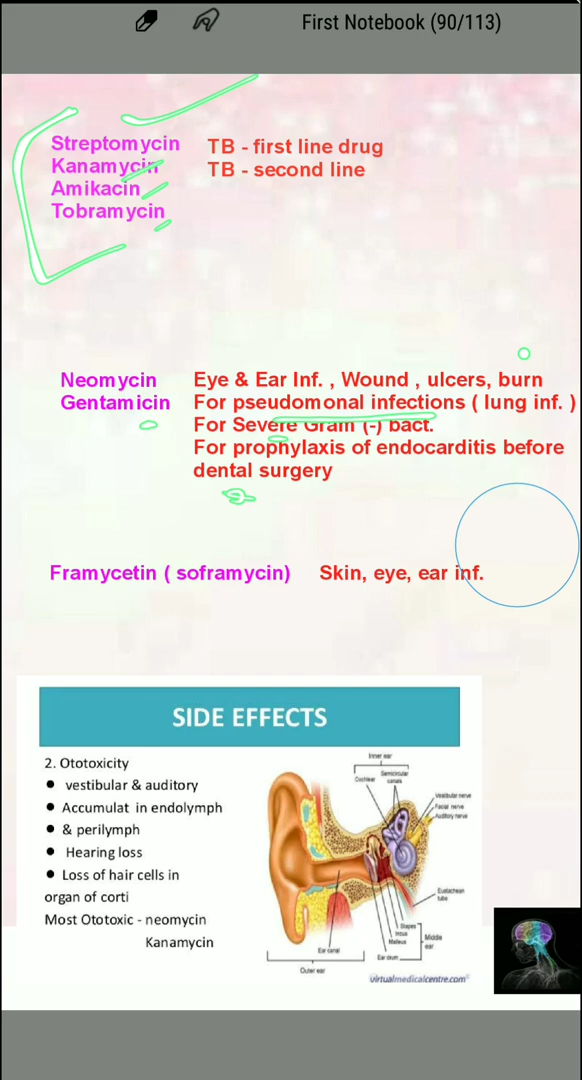 First Notebook (90/113)
Streptomycin TB - first line drug
Kanamycin TB - second line
Amikacin
Tobramycin
Neomycin Eye & Ear Inf. , Wound , ulcers, burn
Gentamicin For pseudomonal infections ( lung inf. )
For Severe Gram (-) bact.
For prophylaxis of endocarditis before
dental surgery
Framycetin ( soframycin) Skin, eye, ear inf.
SIDE EFFECTS
2. Ototoxicity
● vestibular & auditory
● Accumulat in endolymph
● & perilymph
● Hearing loss
● Loss of hair cells in
organ of corti
Most Ototoxic - neomycin
Kanamycin
Inner ear
Cochlear
Semicircular
canals
Vestibular nerve
Facial nerve
Auditory nerve
Eustachean
tube
Stapes
Incus
Malleus
Middle
ear
Ear drum
Ear canal
Outer ear
virtualmedicalcentre.com